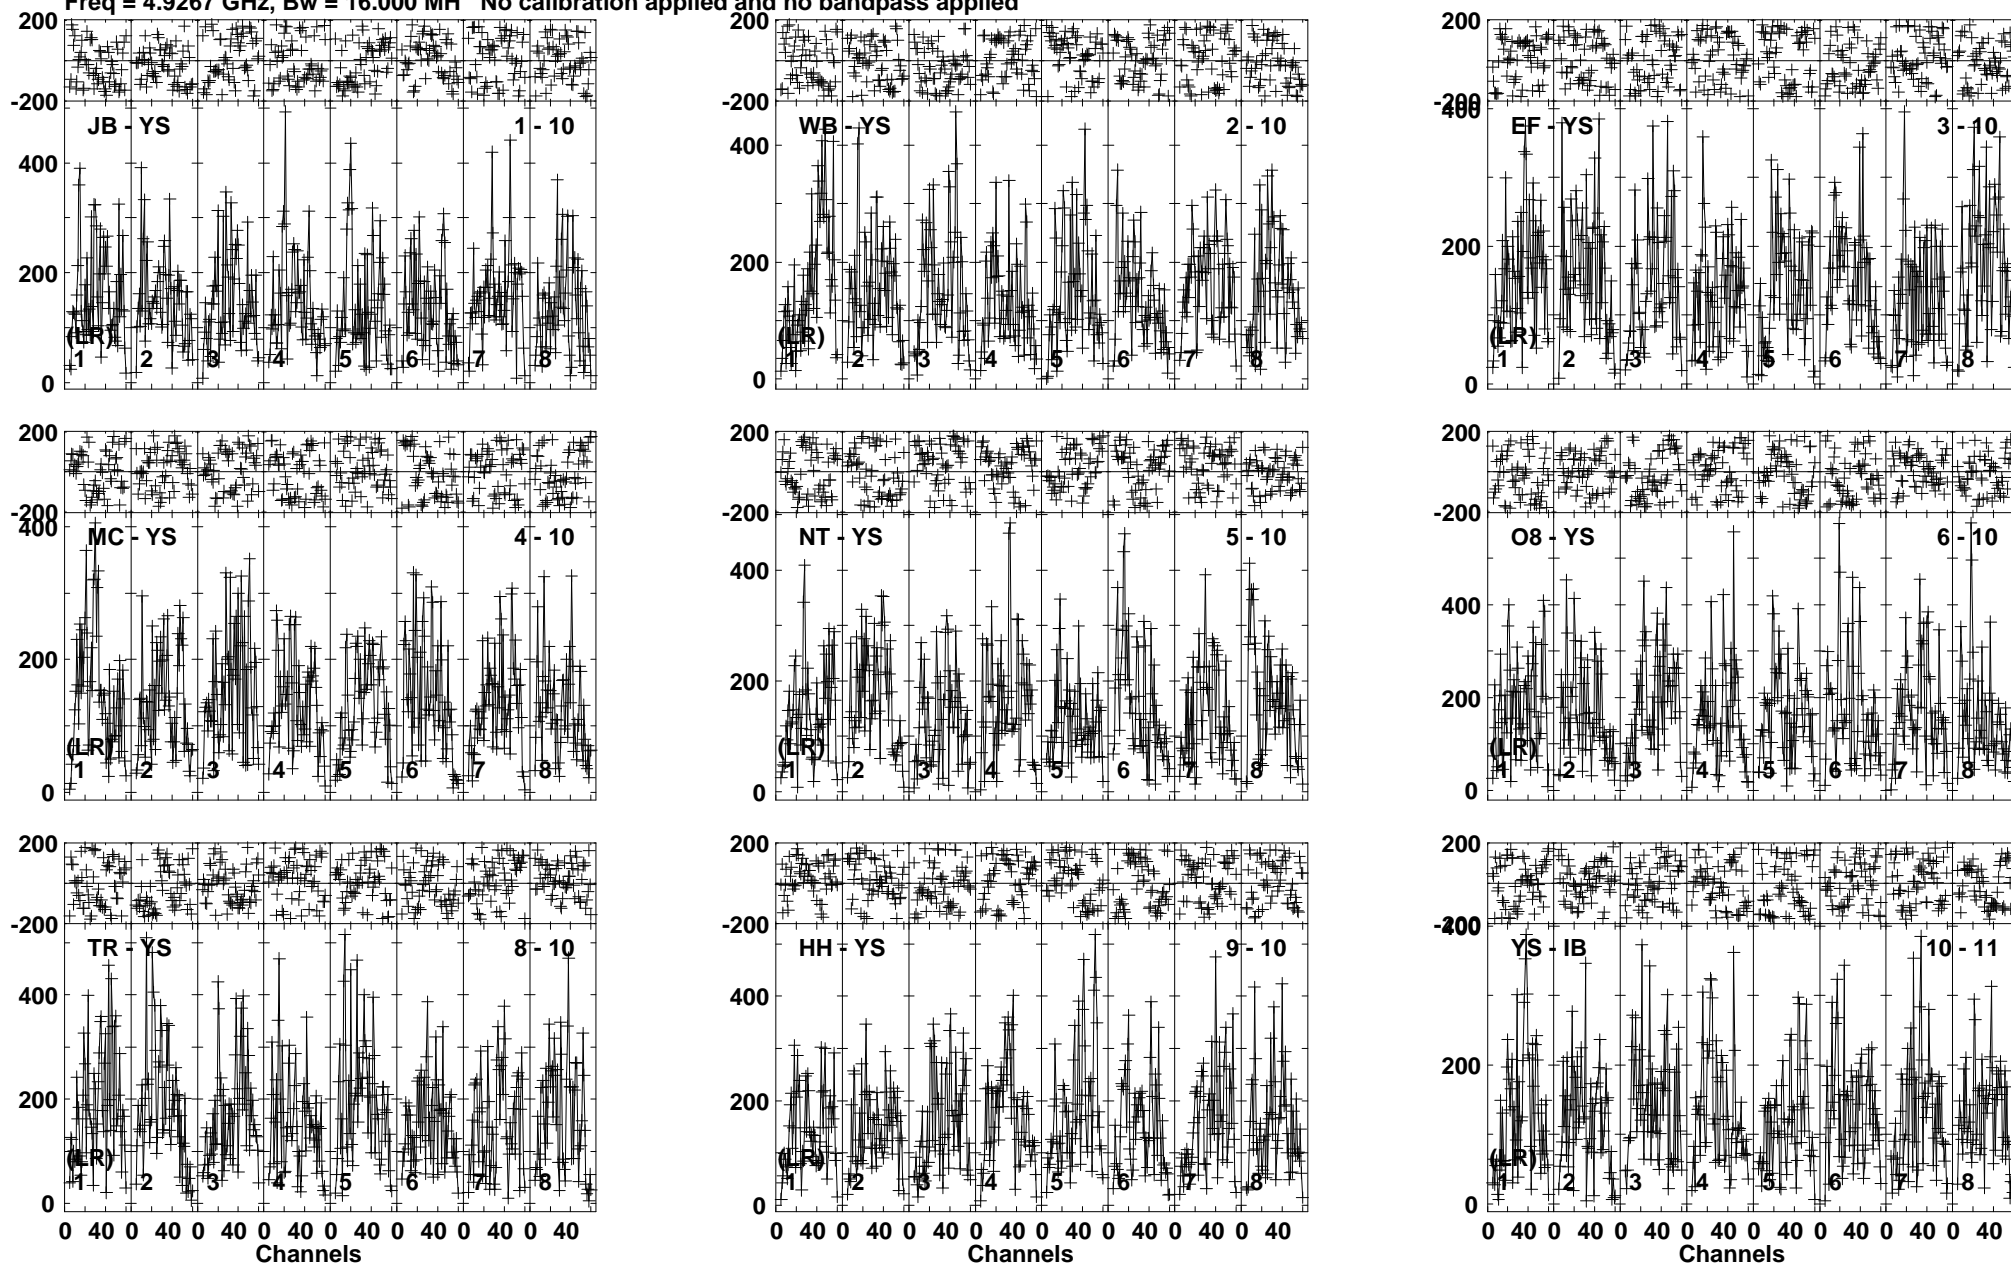 Freq = 4.9267 GHz, Bw = 16.000 MH No calibration applied and no bandpass applied
200 200 200
-200 -200 -200
400
JB - YS 1 - 10 WB - YS 2 - 10 EF - YS 3 - 10
400 400
200 200 200
(LR) (LR) (LR)
1 2 3 4 5 6 7 8 1 2 3 4 5 6 7 8 1 2 3 4 5 6 7 8
0 0 0
200 200 200
-200 -200 -200
400
MC - YS 4 - 10 NT - YS 5 - 10 O8 - YS 6 - 10
400 400
200 200 200
(LR) (LR) (LR)
1 2 3 4 5 6 7 8 1 2 3 4 5 6 7 8 1 2 3 4 5 6 7 8
0 0 0
200 200 200
-200 -200 -200
400
TR - YS 8 - 10 HH - YS 9 - 10 YS - IB 10 - 11
400 400
200 200 200
(LR) (LR) (LR)
1 2 3 4 5 6 7 8 1 2 3 4 5 6 7 8 1 2 3 4 5 6 7 8
0 0 0
0 40 0 40 0 40 0 40 0 40 0 40 0 40 0 40 0 40 0 40 0 40 0 40 0 40 0 40 0 40 0 40 0 40 0 40 0 40 0 40 0 40 0 40 0 40 0 40
Channels Channels Channels